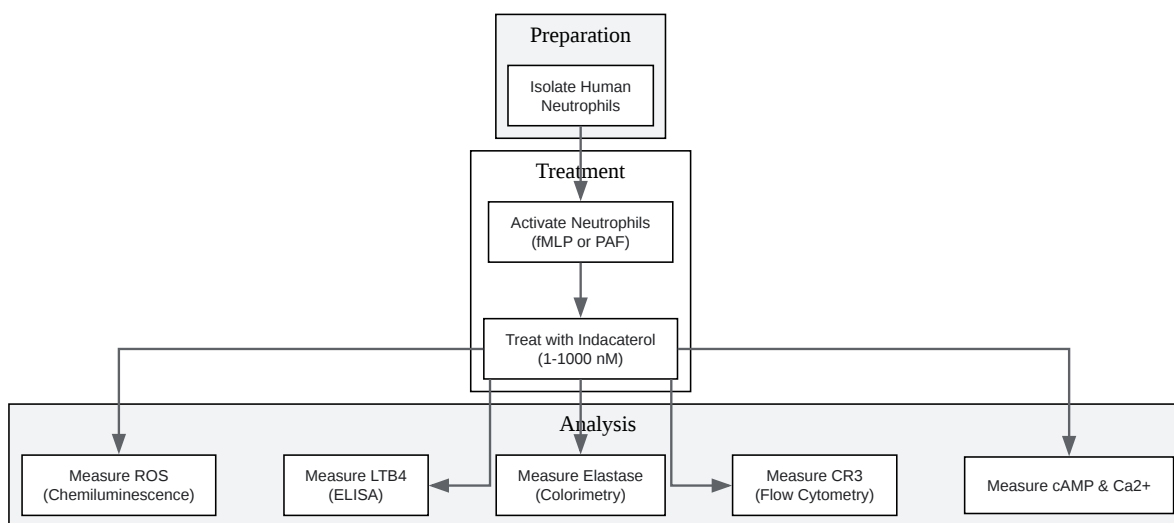 Preparation
Isolate Human
Neutrophils
Treatment
Activate Neutrophils
(fMLP or PAF)
Treat with Indacaterol
(1-1000 nM)
Analysis
Measure ROS
(Chemiluminescence)
Measure LTB4
(ELISA)
Measure Elastase
(Colorimetry)
Measure CR3
(Flow Cytometry)
Measure cAMP & Ca2+